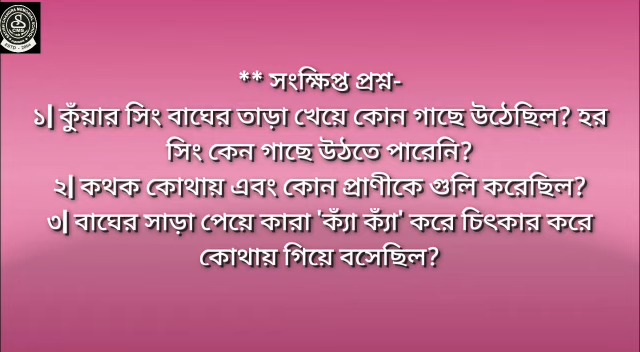 ** সংক্ষিপ্ত প্রশ্ন-
১| কুঁয়ার সিং বাঘের তাড়া খেয়ে কোন গাছে উঠেছিল? হর
সিং কেন গাছে উঠতে পারেনি?
২| কথক কোথায় এবং কোন প্রাণীকে গুলি করেছিল?
৩| বাঘের সাড়া পেয়ে কারা 'ক্যাঁ ক্যাঁ' করে চিৎকার করে
কোথায় গিয়ে বসেছিল?